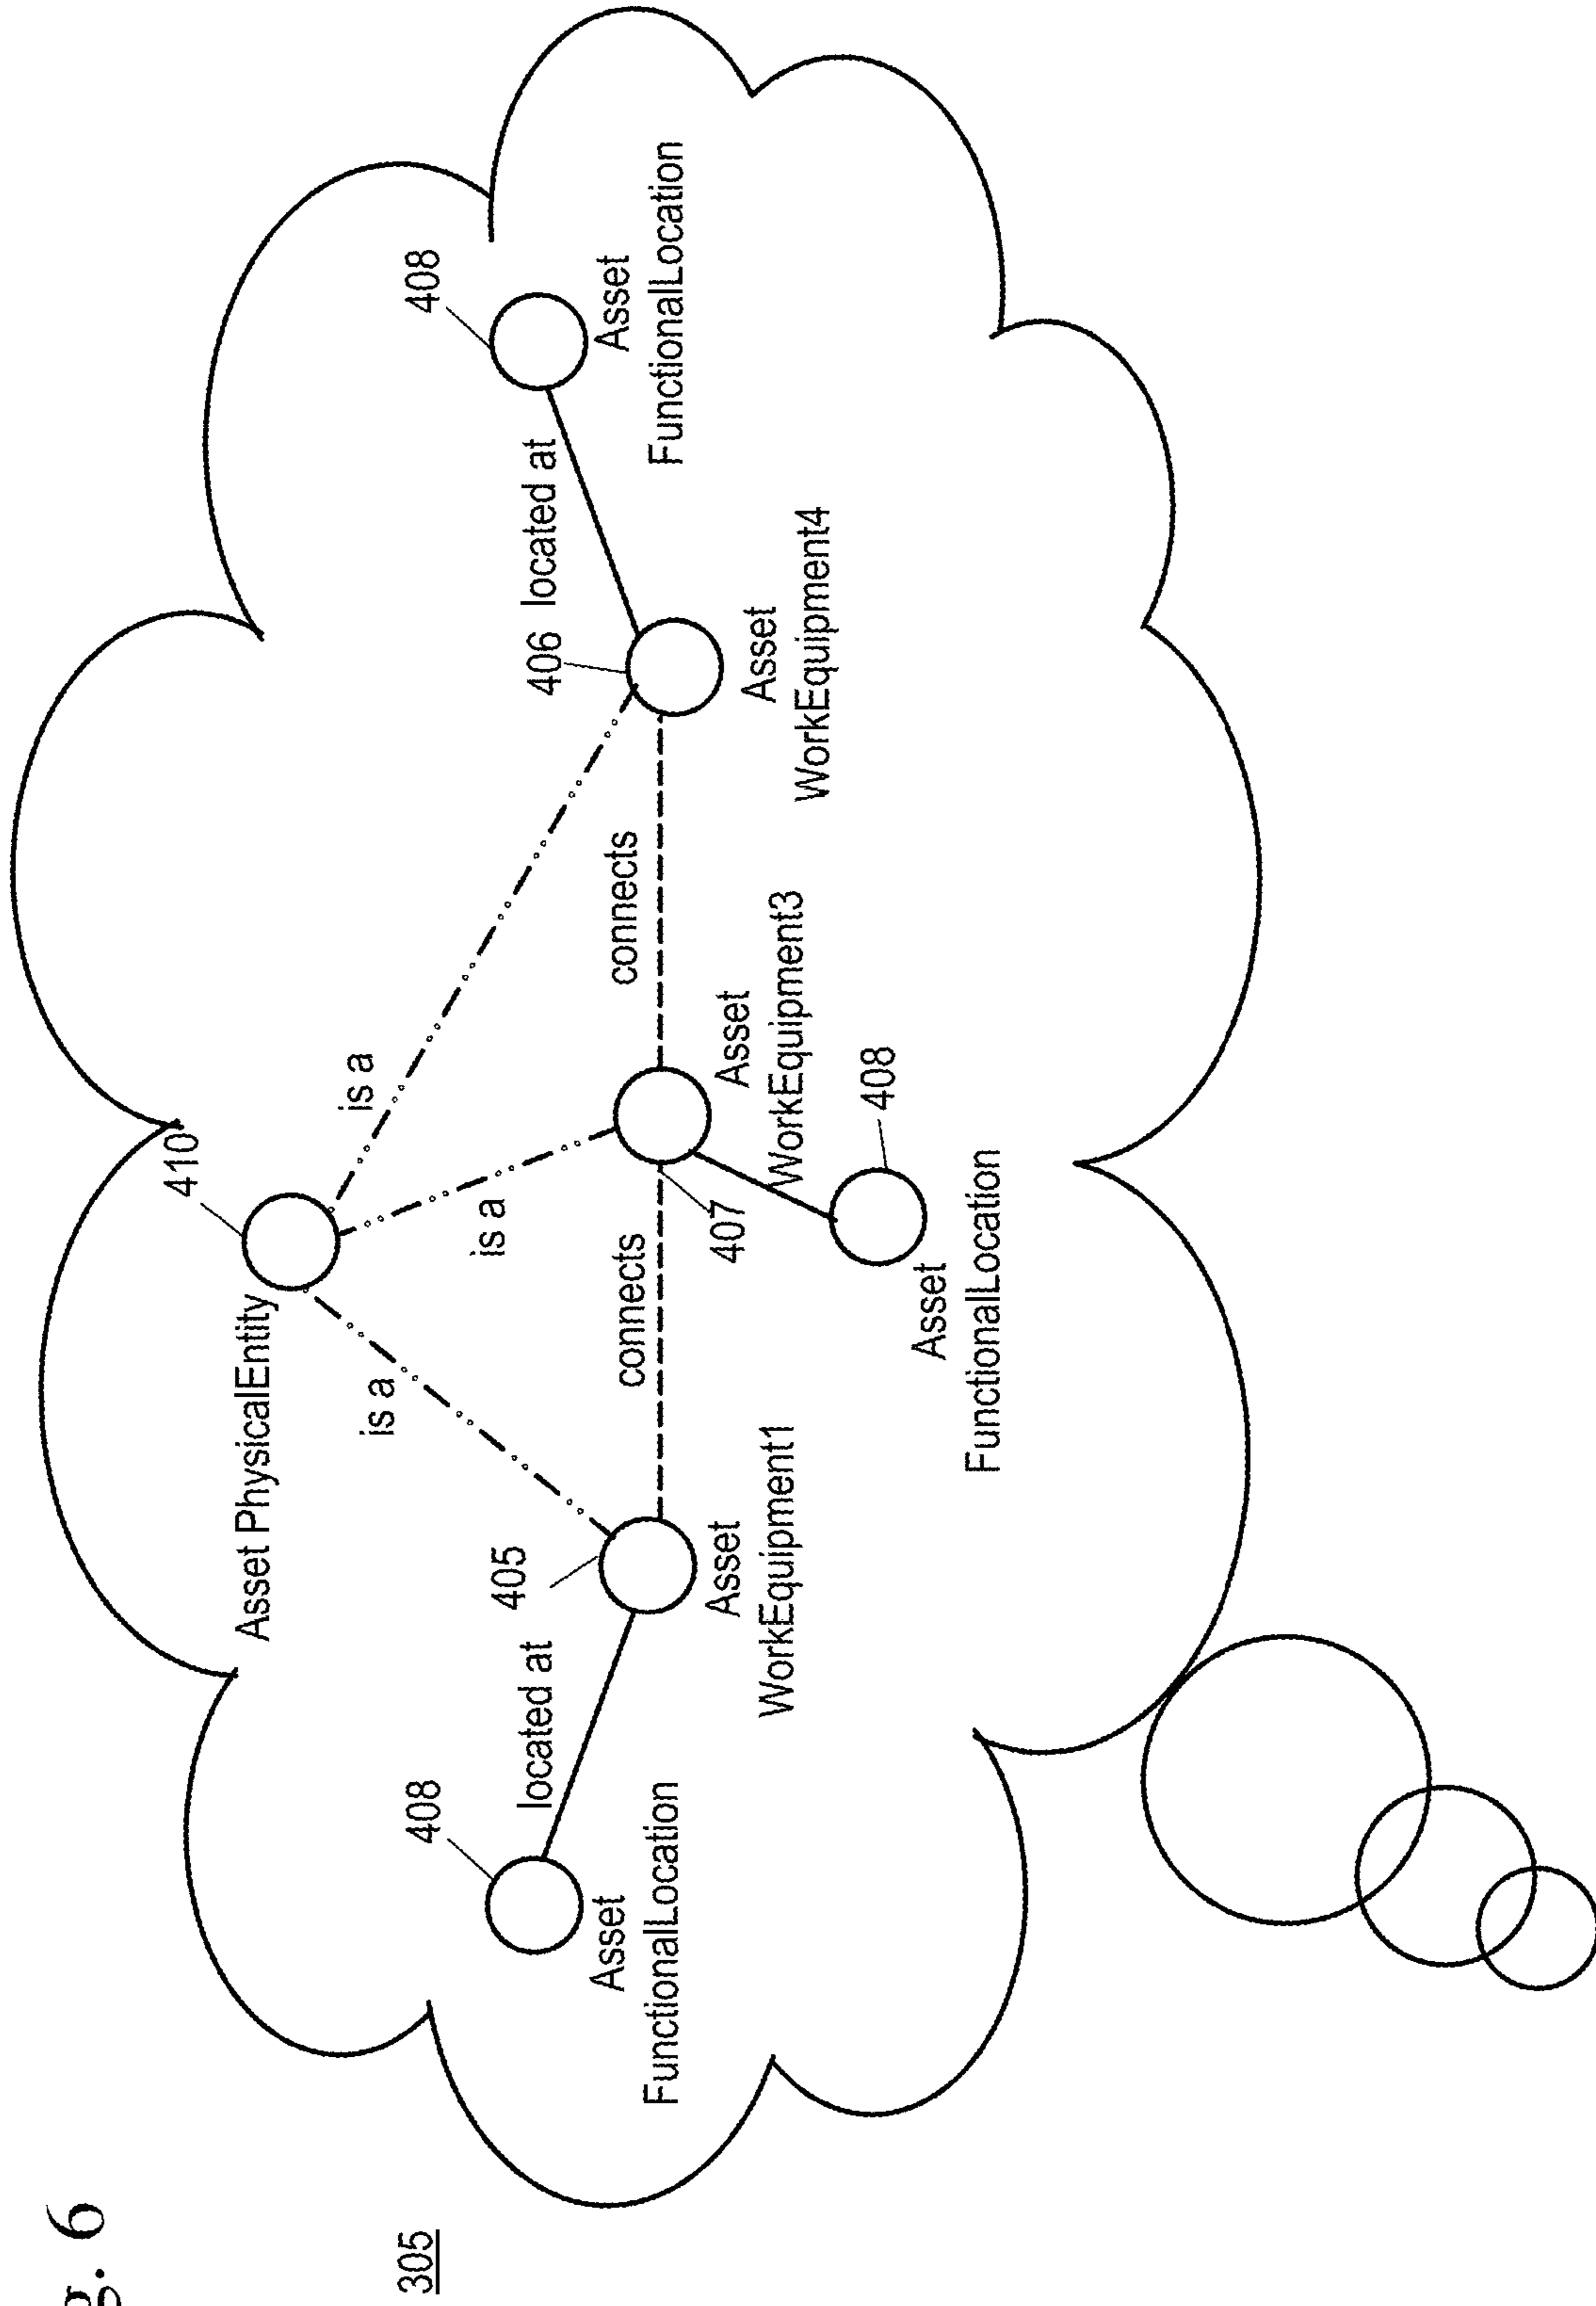 g. 6
305
410
Asset PhysicalEntity
is a
is a
is a
408
located at
405
connects
connects
406
located at
408
Asset
FunctionalLocation
Asset
WorkEquipment1
407
Asset
WorkEquipment3
Asset
WorkEquipment4
Asset
FunctionalLocation
408
Asset
FunctionalLocation